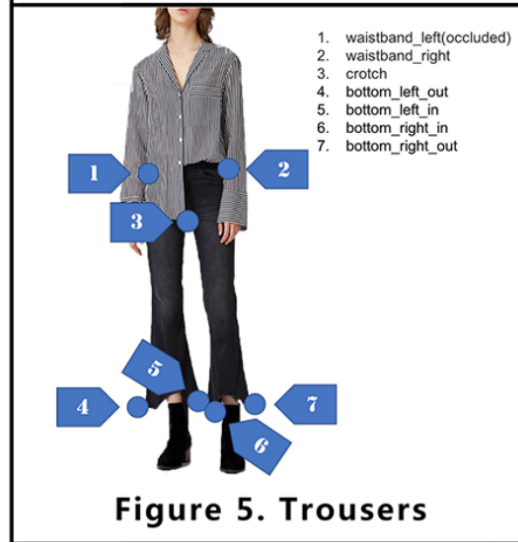 1. waistband_left(occluded)
2. waistband_right
3. crotch
4. bottom_left_out
5. bottom_left_in
6. bottom_right_in
7. bottom_right_out
1
2
3
5
4
7
6
Figure 5. Trousers